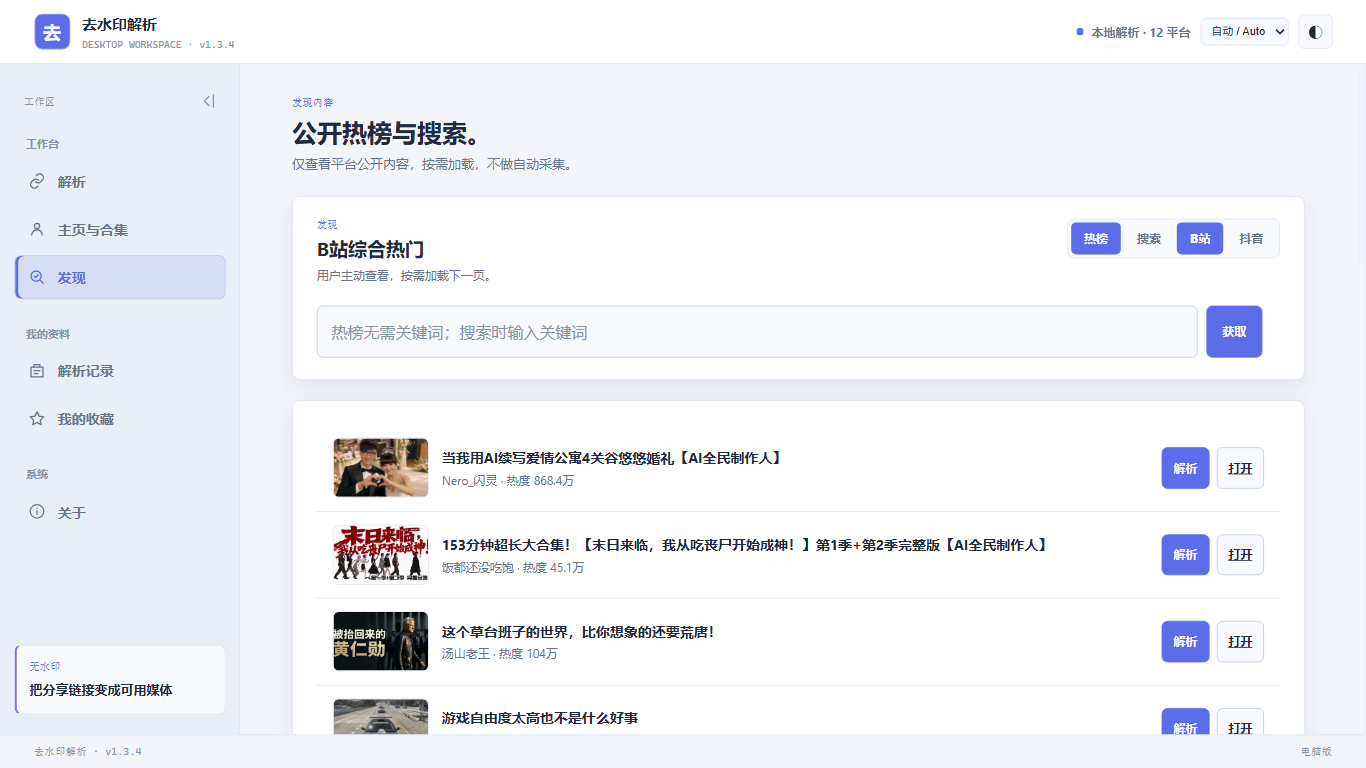 去
去水印解析
DESKTOP WORKSPACE · v1.3.4
本地解析 · 12 平台
自动 / Auto
工作区
工作台
解析
主页与合集
发现
我的资料
解析记录
我的收藏
系统
关于
无水印
把分享链接变成可用媒体
发现内容
公开热榜与搜索。
仅查看平台公开内容，按需加载，不做自动采集。
发现
B站综合热门
用户主动查看，按需加载下一页。
热榜 搜索 B站 抖音
热榜无需关键词；搜索时输入关键词
获取
当我用AI续写爱情公寓4关谷悠悠婚礼【AI全民制作人】
Nero_闪灵 · 热度 868.4万
解析 打开
末日来临，
我从吃丧尸开始成神！
153分钟超长大合集！【末日来临，我从吃丧尸开始成神！】第1季+第2季完整版【AI全民制作人】
饭都还没吃饱 · 热度 45.1万
解析 打开
被抬回来的
黄仁勋
这个草台班子的世界，比你想象的还要荒唐！
汤山老王 · 热度 104万
解析 打开
游戏自由度太高也不是什么好事
解析 打开
去水印解析 · v1.3.4
电脑版